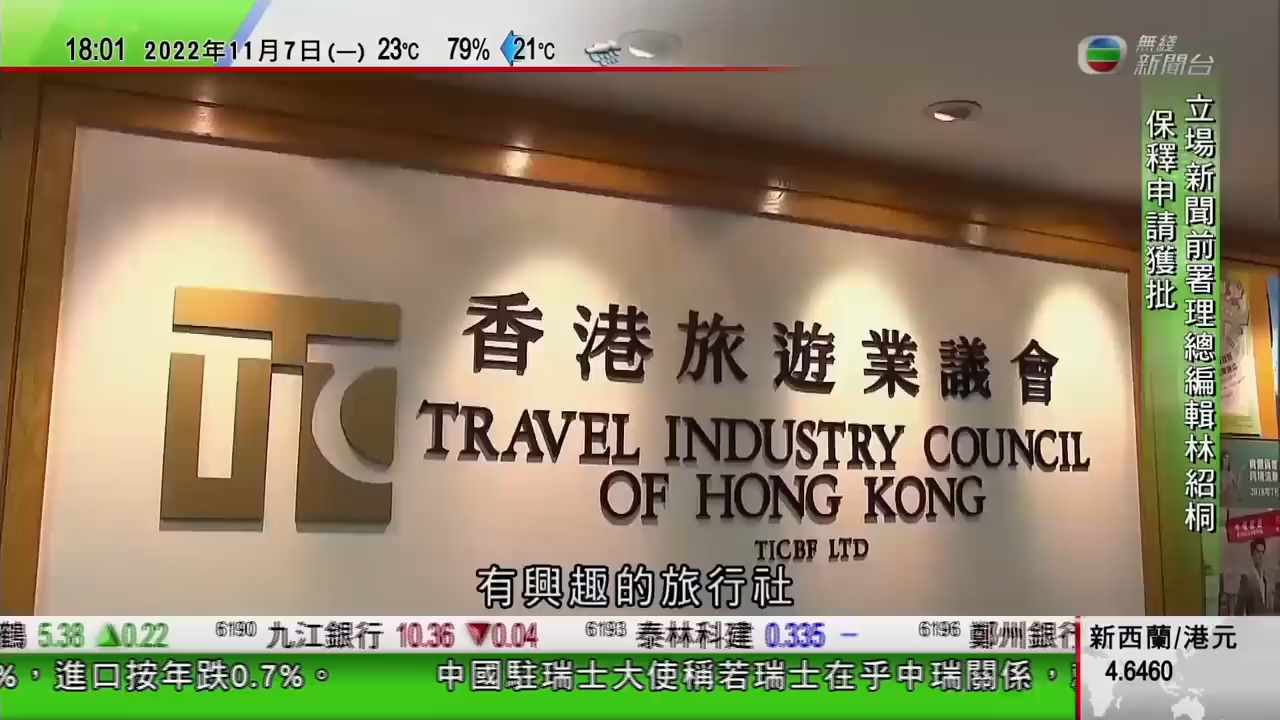 18:01 2022年11月7日(一) 23℃ 79% 21℃
無綫
新聞台
立場新聞前署理總編輯林紹桐
保釋申請獲批
TIC
香港旅遊業議會
TRAVEL INDUSTRY COUNCIL
OF HONG KONG
TICBF LTD
有興趣的旅行社
鶴 5.38 ▲0.22 6190 九江銀行 10.36 ▼0.04 6193 泰林科建 0.335 – 6196 鄭州銀行
新西蘭/港元
4.6460
%，進口按年跌0.7%。 中國駐瑞士大使稱若瑞士在乎中瑞關係，